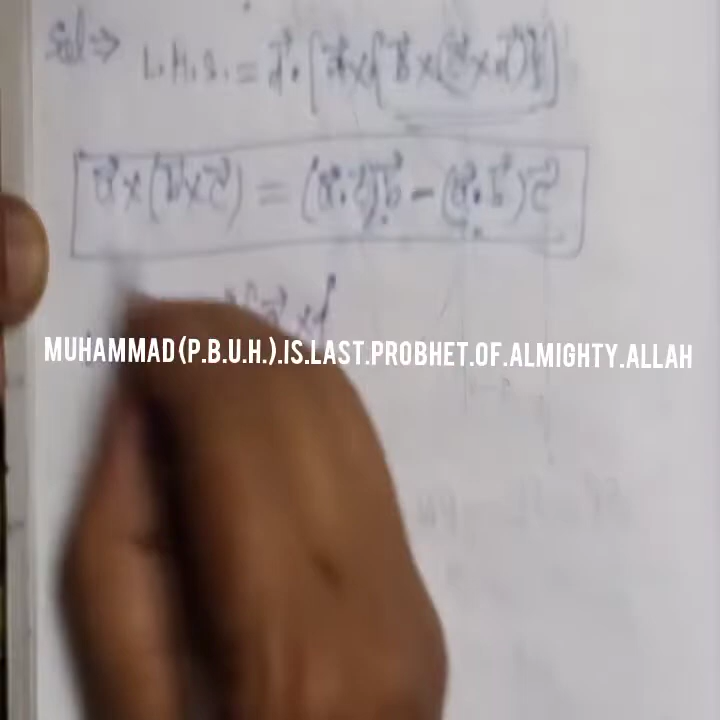 Sol ⇒ L.H.S. = d⃗·[a⃗×{b⃗×(c⃗×d⃗)}]
a⃗×(b⃗×c⃗) = (a⃗·c⃗)b⃗ - (a⃗·b⃗)c⃗
MUHAMMAD(P.B.U.H.).IS.LAST.PROBHET.OF.ALMIGHTY.ALLAH